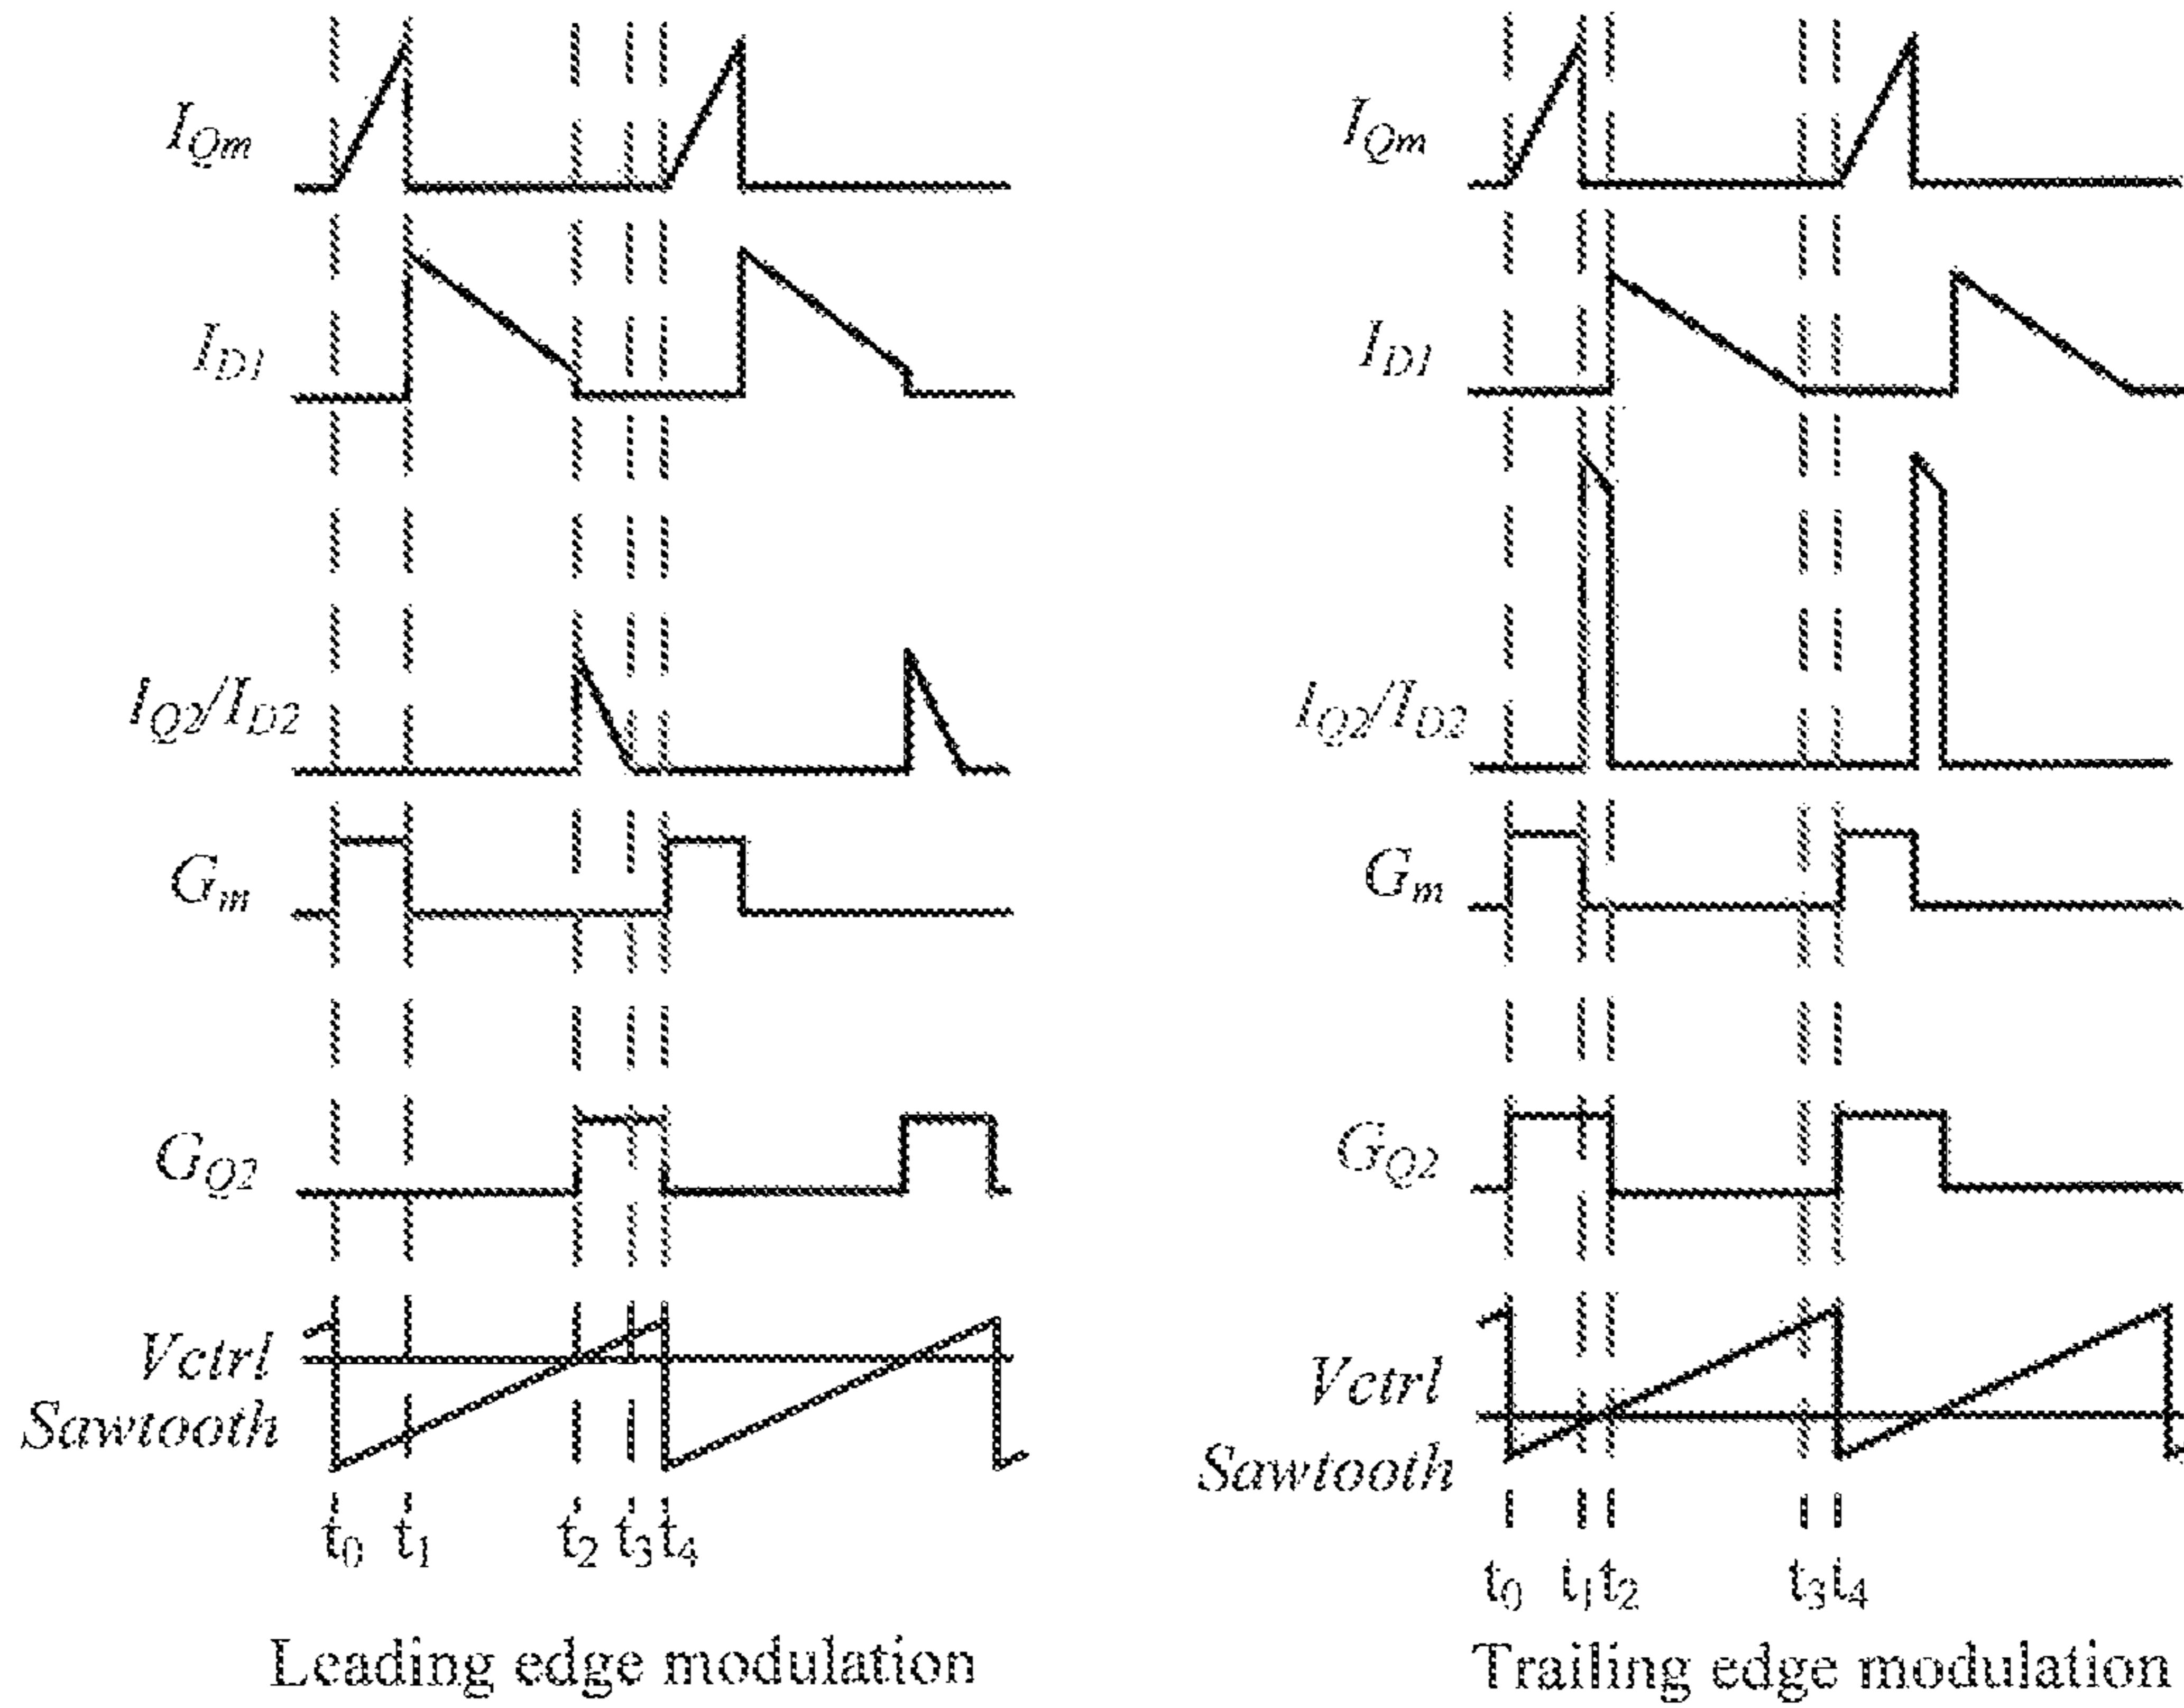 I_Qm
I_D1
I_Q2/I_D2
G_m
G_Q2
Vctrl
Sawtooth
t0 t1 t2 t3 t4
Leading edge modulation
I_Qm
I_D1
I_Q2/I_D2
G_m
G_Q2
Vctrl
Sawtooth
t0 t1 t2 t3 t4
Trailing edge modulation